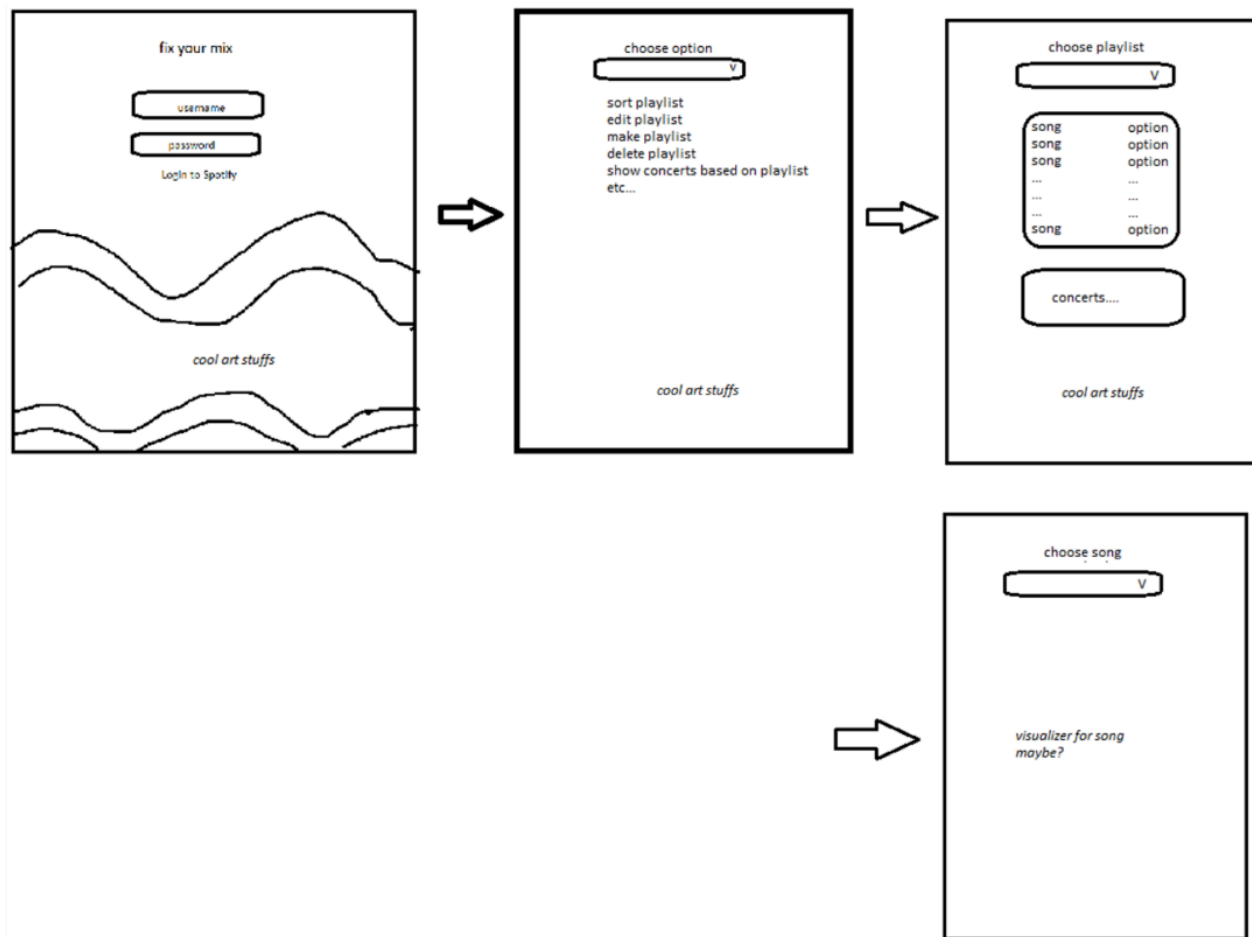 fix your mix
username
password
Login to Spotify
cool art stuffs
choose option
V
sort playlist
edit playlist
make playlist
delete playlist
show concerts based on playlist
etc...
cool art stuffs
choose playlist
V
song option
song option
song option
... ...
... ...
... ...
song option
concerts....
cool art stuffs
choose song
V
visualizer for song
maybe?